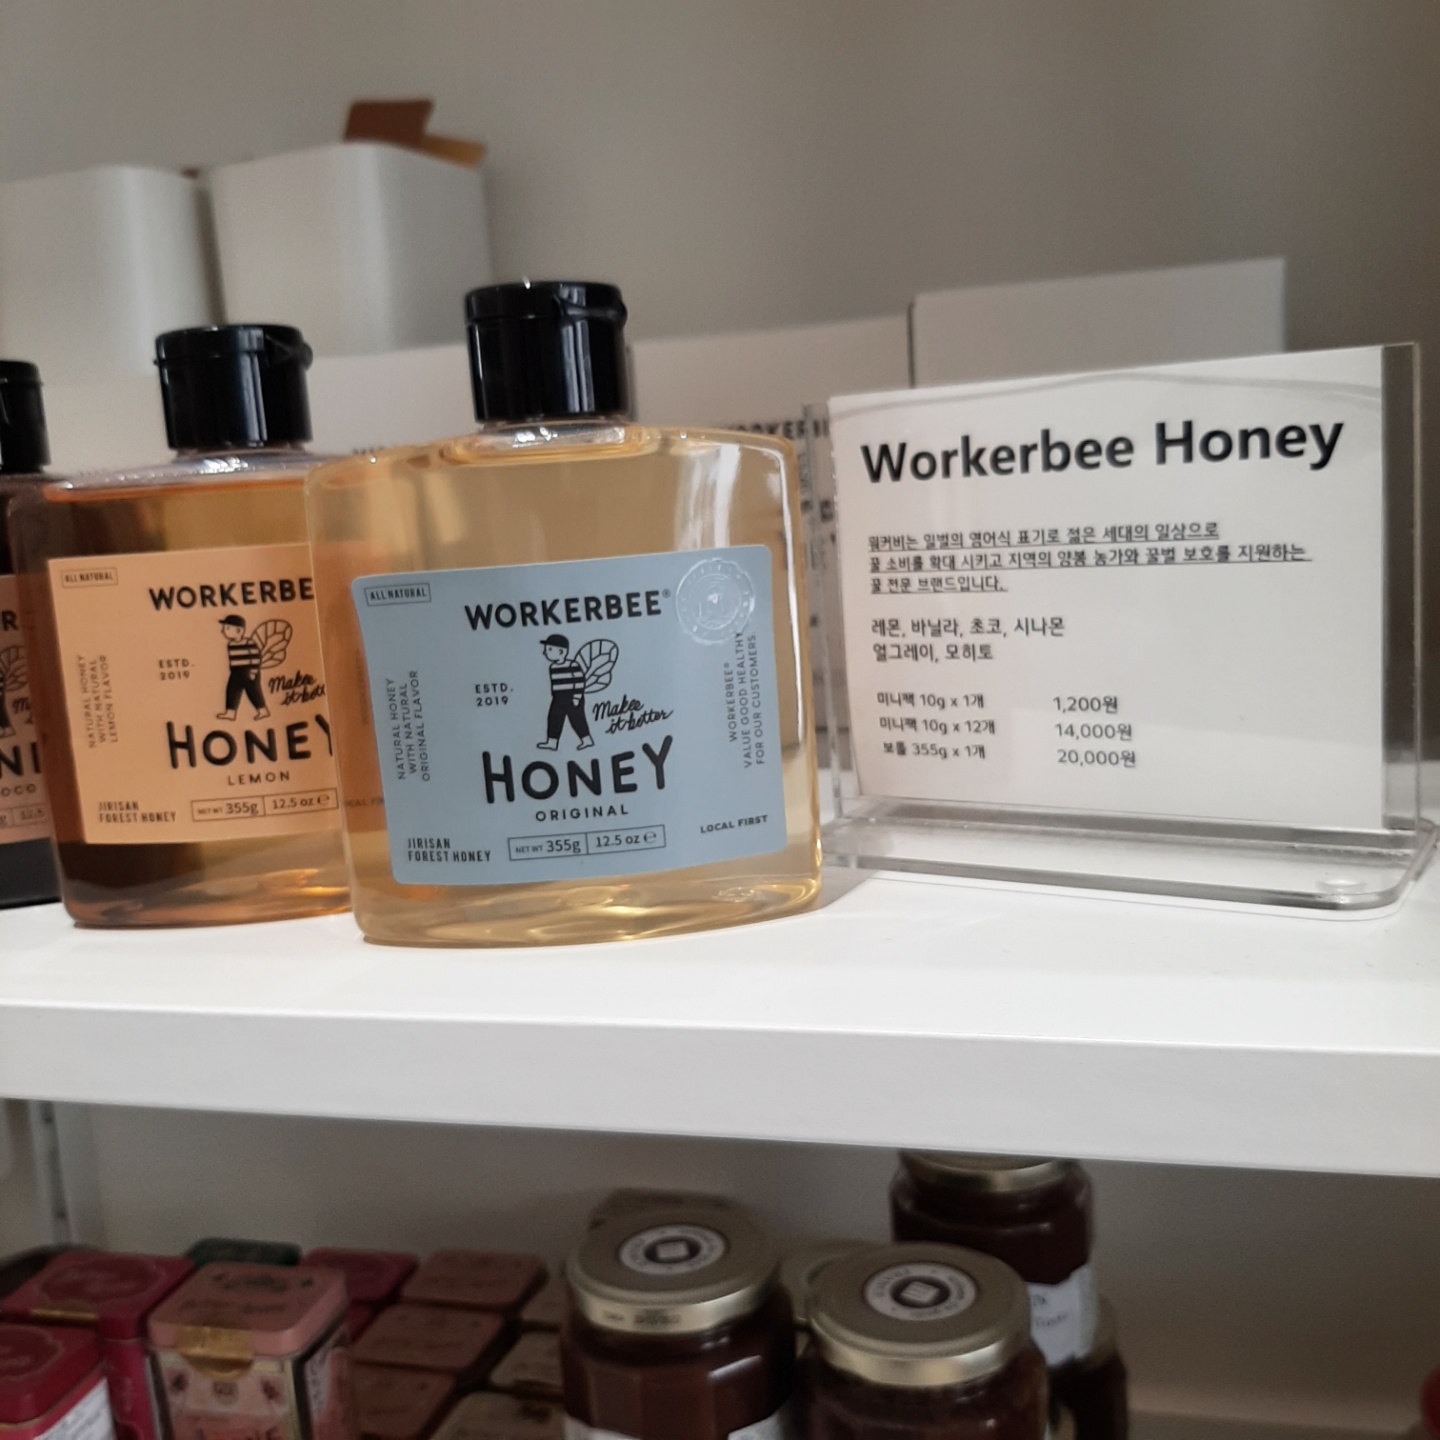 WORKERBEE
ALL NATURAL
WORKERBE
ESTD.
2019
Makes
HONEY
LEMON
NATURAL HONEY
WITH NATURAL
LEMON FLAVOR
JIRISAN
FOREST HONEY
NET WT 355g 12.5 oz ℮
ALL NATURAL
WORKERBEE®
ESTD.
2019
Makes
it better
HONEY
ORIGINAL
NATURAL HONEY
WITH NATURAL
ORIGINAL FLAVOR
WORKERBEE®
VALUE GOOD HEALTHY
FOR OUR CUSTOMERS
JIRISAN
FOREST HONEY
NET WT 355g 12.5 oz ℮
LOCAL FIRST
Workerbee Honey
워커비는 일벌의 영어식 표기로 젊은 세대의 일상으로
꿀 소비를 확대 시키고 지역의 양봉 농가와 꿀벌 보호를 지원하는
꿀 전문 브랜드입니다.
레몬, 바닐라, 초코, 시나몬
얼그레이, 모히토
미니팩 10g x 1개 1,200원
미니팩 10g x 12개 14,000원
보틀 355g x 1개 20,000원